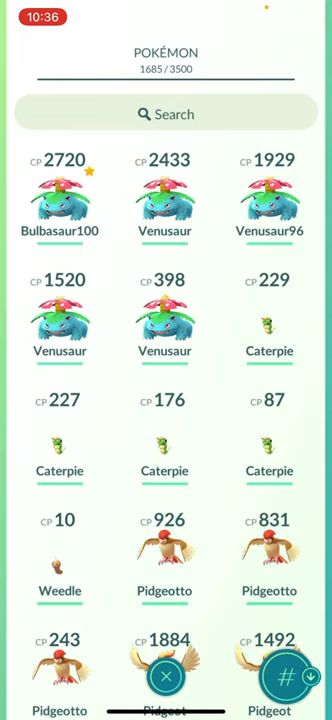 10:36
POKÉMON
1685 / 3500
Search
CP 2720 CP 2433 CP 1929
Bulbasaur100 Venusaur Venusaur96
CP 1520 CP 398 CP 229
Venusaur Venusaur Caterpie
CP 227 CP 176 CP 87
Caterpie Caterpie Caterpie
CP 10 CP 926 CP 831
Weedle Pidgeotto Pidgeotto
CP 243 CP 1884 CP 1492
#
Pidgeotto Pidgeot Pidgeot